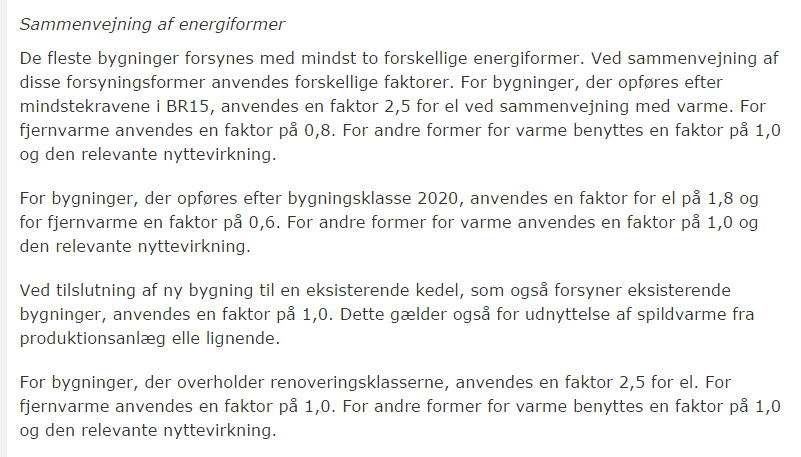 Sammenvejning af energiformer
De fleste bygninger forsynes med mindst to forskellige energiformer. Ved sammenvejning af
disse forsyningsformer anvendes forskellige faktorer. For bygninger, der opføres efter
mindstekravene i BR15, anvendes en faktor 2,5 for el ved sammenvejning med varme. For
fjernvarme anvendes en faktor på 0,8. For andre former for varme benyttes en faktor på 1,0
og den relevante nyttevirkning.
For bygninger, der opføres efter bygningsklasse 2020, anvendes en faktor for el på 1,8 og
for fjernvarme en faktor på 0,6. For andre former for varme anvendes en faktor på 1,0 og
den relevante nyttevirkning.
Ved tilslutning af ny bygning til en eksisterende kedel, som også forsyner eksisterende
bygninger, anvendes en faktor på 1,0. Dette gælder også for udnyttelse af spildvarme fra
produktionsanlæg elle lignende.
For bygninger, der overholder renoveringsklasserne, anvendes en faktor 2,5 for el. For
fjernvarme anvendes en faktor på 1,0. For andre former for varme benyttes en faktor på 1,0
og den relevante nyttevirkning.